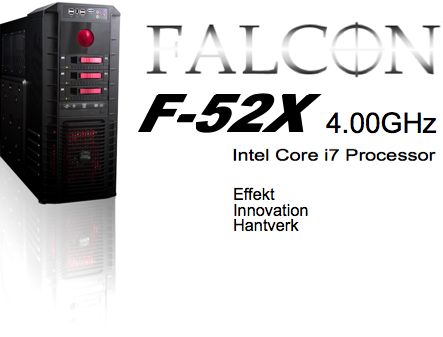 FALCON
F-52X 4.00GHz
Intel Core i7 Processor
Effekt
Innovation
Hantverk